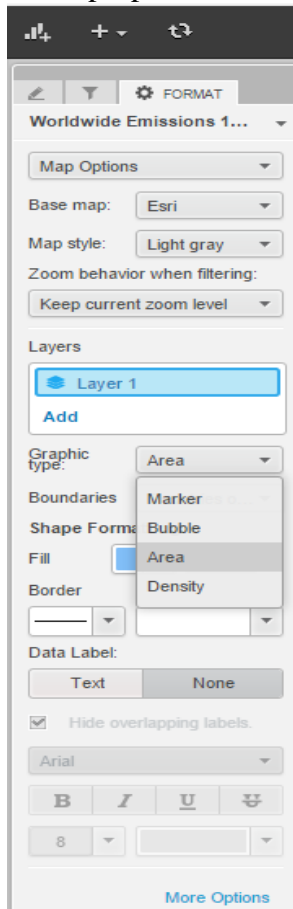 FORMAT
Worldwide Emissions 1...
Map Options
Base map: Esri
Map style: Light gray
Zoom behavior when filtering:
Keep current zoom level
Layers
Layer 1
Add
Graphic type: Area
Boundaries
Marker
Shape Forma
Bubble
Fill
Area
Border
Density
Data Label:
Text None
Hide overlapping labels.
Arial
B I U
8
More Options